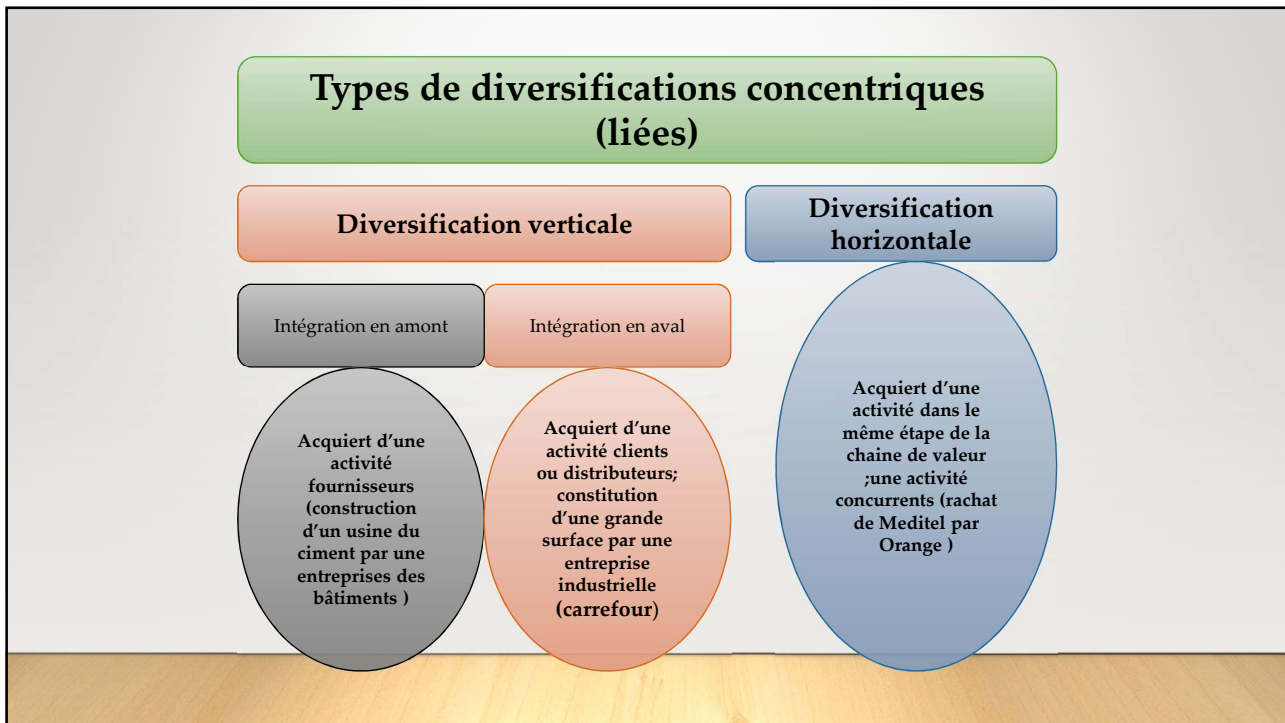 Types de diversifications concentriques
(liées)
Diversification verticale
Diversification
horizontale
Intégration en amont
Intégration en aval
Acquiert d’une
activité
fournisseurs
(construction
d’un usine du
ciment par une
entreprises des
bâtiments )
Acquiert d’une
activité clients
ou distributeurs;
constitution
d’une grande
surface par une
entreprise
industrielle
(carrefour)
Acquiert d’une
activité dans le
même étape de la
chaine de valeur
;une activité
concurrents (rachat
de Meditel par
Orange )